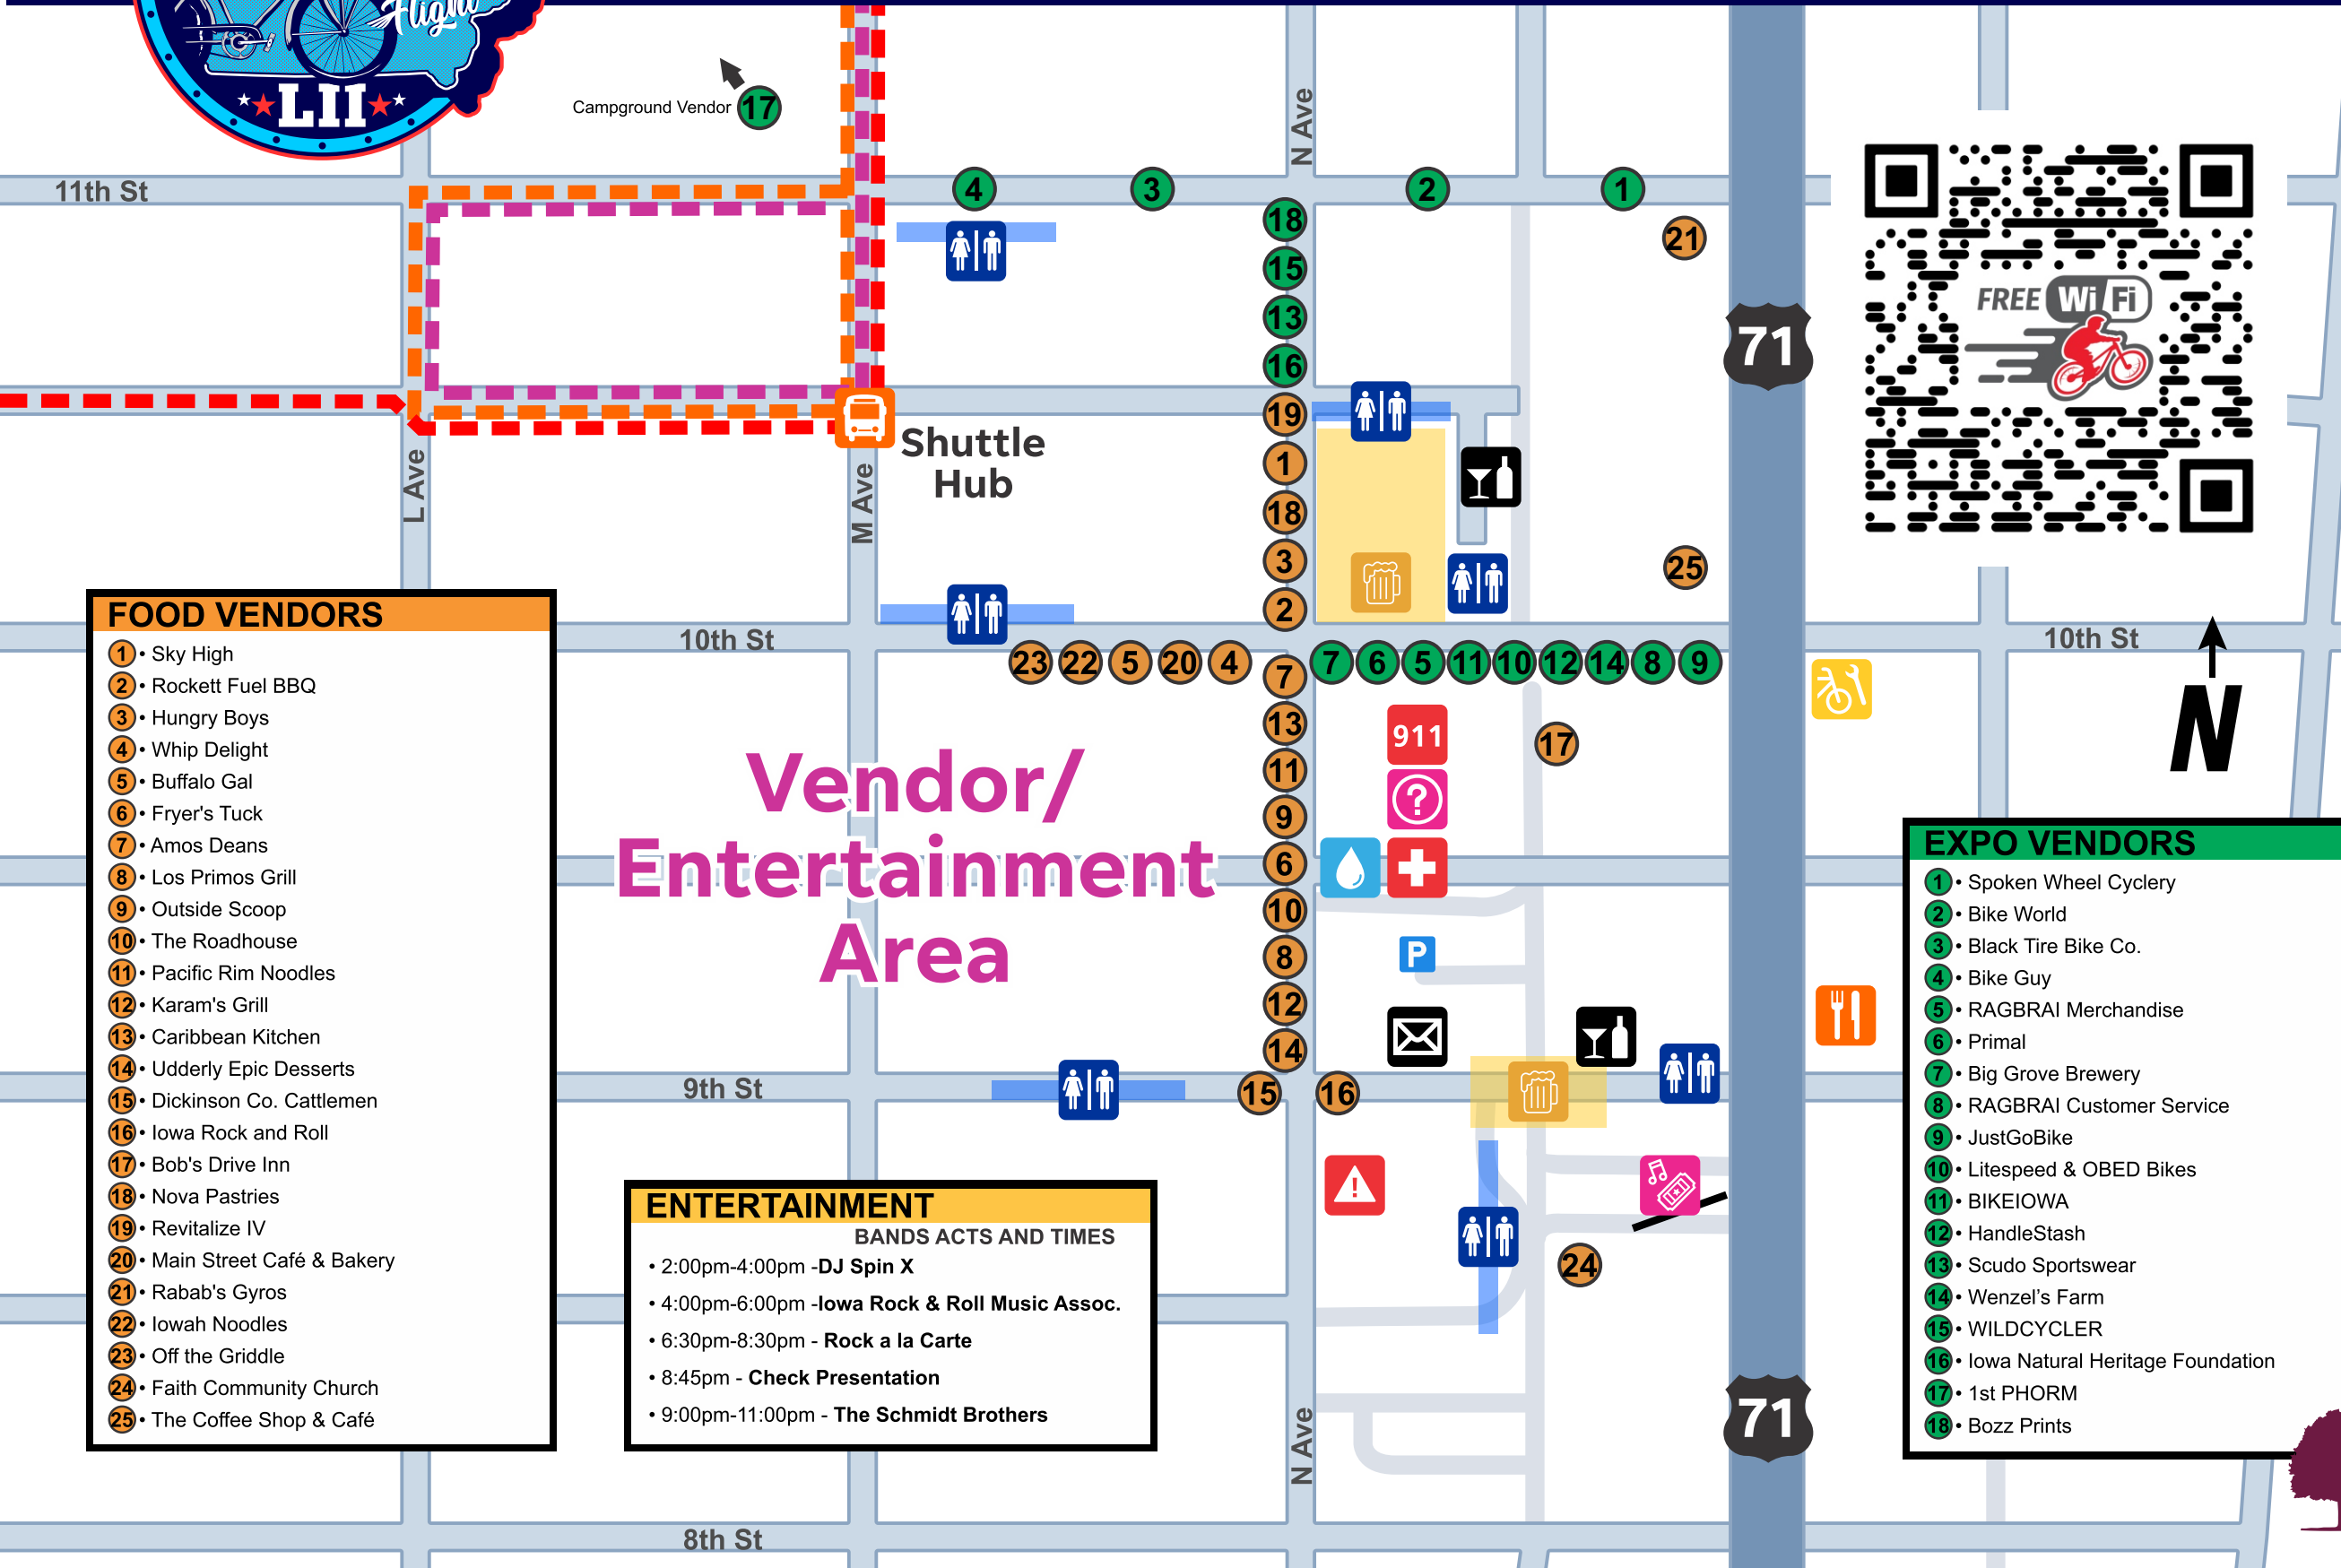 Flight
LII
Campground Vendor 17
N Ave
11th St
4
3
2
1
18
21
15
13
16
71
FREE Wi Fi
19
Shuttle
Hub
1
18
3
2
25
L Ave
M Ave
10th St
10th St
23 22 5 20 4
7 6 5 11 10 12 14 8 9
7
13
11
9
6
10
8
12
14
911
?
17
P
N
Vendor/
Entertainment
Area
9th St
15
16
!
24
71
N Ave
8th St
FOOD VENDORS
1 • Sky High
2 • Rockett Fuel BBQ
3 • Hungry Boys
4 • Whip Delight
5 • Buffalo Gal
6 • Fryer's Tuck
7 • Amos Deans
8 • Los Primos Grill
9 • Outside Scoop
10 • The Roadhouse
11 • Pacific Rim Noodles
12 • Karam's Grill
13 • Caribbean Kitchen
14 • Udderly Epic Desserts
15 • Dickinson Co. Cattlemen
16 • Iowa Rock and Roll
17 • Bob's Drive Inn
18 • Nova Pastries
19 • Revitalize IV
20 • Main Street Café & Bakery
21 • Rabab's Gyros
22 • Iowah Noodles
23 • Off the Griddle
24 • Faith Community Church
25 • The Coffee Shop & Café
ENTERTAINMENT
BANDS ACTS AND TIMES
• 2:00pm-4:00pm -DJ Spin X
• 4:00pm-6:00pm -Iowa Rock & Roll Music Assoc.
• 6:30pm-8:30pm - Rock a la Carte
• 8:45pm - Check Presentation
• 9:00pm-11:00pm - The Schmidt Brothers
EXPO VENDORS
1 • Spoken Wheel Cyclery
2 • Bike World
3 • Black Tire Bike Co.
4 • Bike Guy
5 • RAGBRAI Merchandise
6 • Primal
7 • Big Grove Brewery
8 • RAGBRAI Customer Service
9 • JustGoBike
10 • Litespeed & OBED Bikes
11 • BIKEIOWA
12 • HandleStash
13 • Scudo Sportswear
14 • Wenzel’s Farm
15 • WILDCYCLER
16 • Iowa Natural Heritage Foundation
17 • 1st PHORM
18 • Bozz Prints